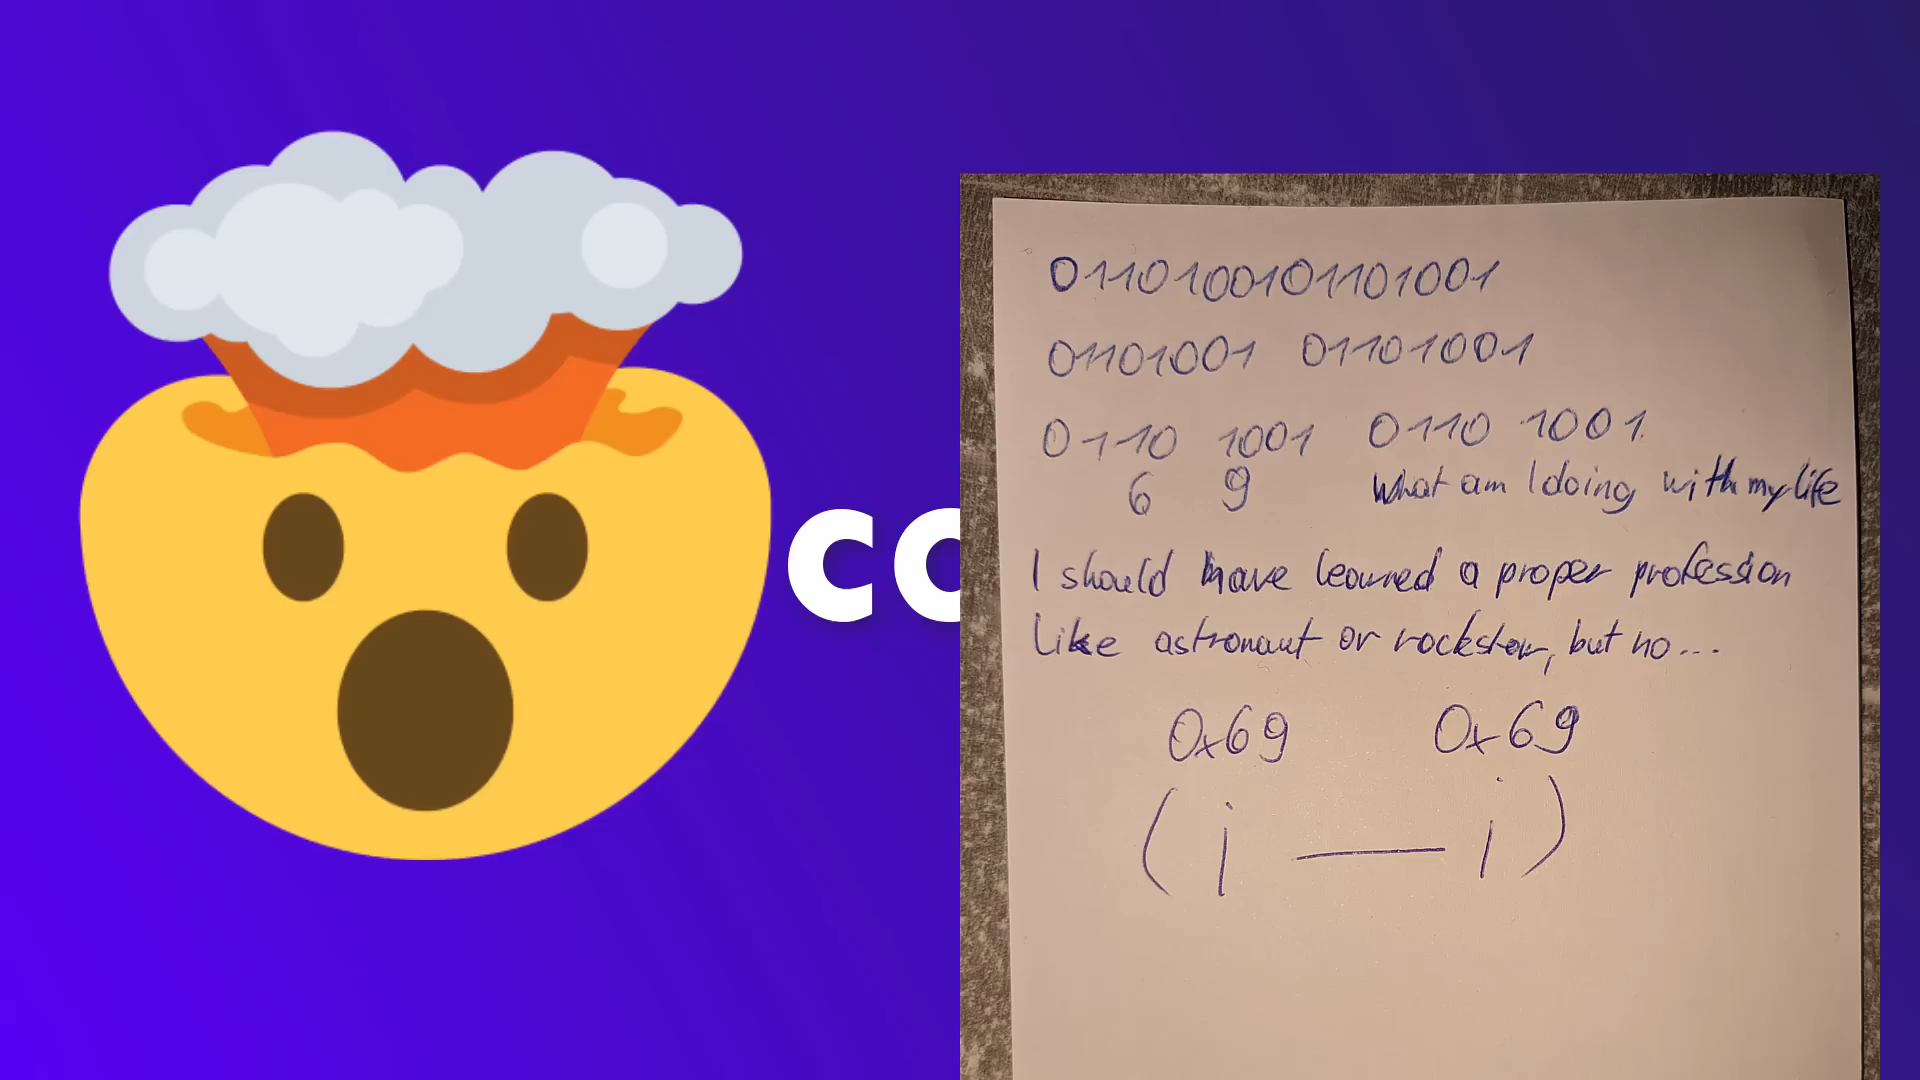 co
0110100101101001
01101001 01101001
0110 1001 0110 1001
6 9 What am I doing with my life
I should have learned a proper profession
Like astronaut or rockstar, but no...
0x69 0x69
( i — i )